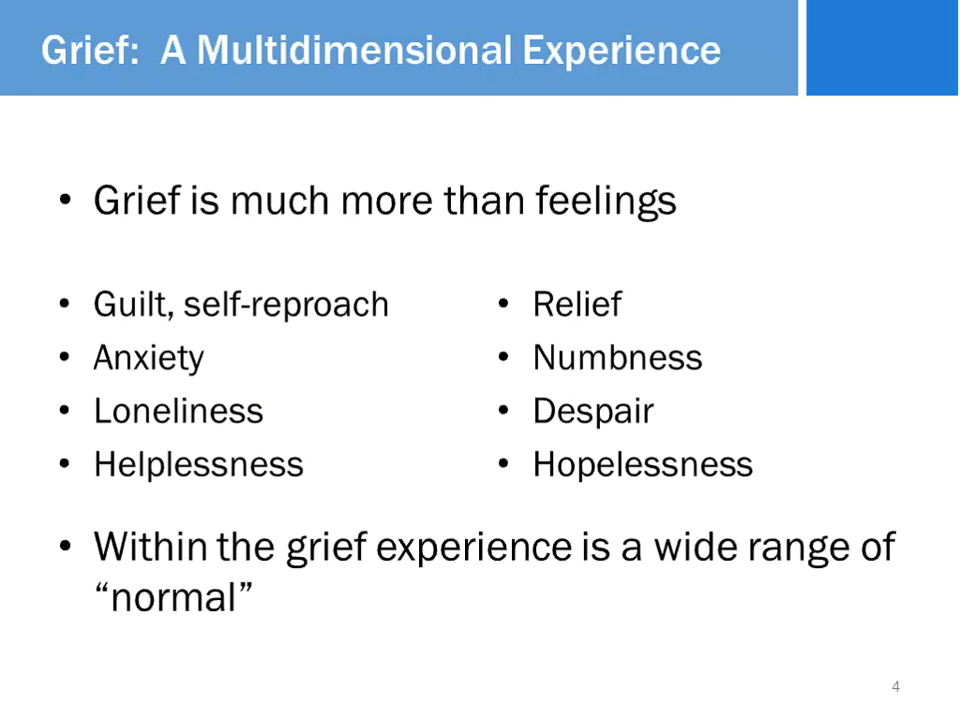 Grief:  A Multidimensional Experience
• Grief is much more than feelings
• Guilt, self-reproach
• Anxiety
• Loneliness
• Helplessness
• Relief
• Numbness
• Despair
• Hopelessness
• Within the grief experience is a wide range of
“normal”
4